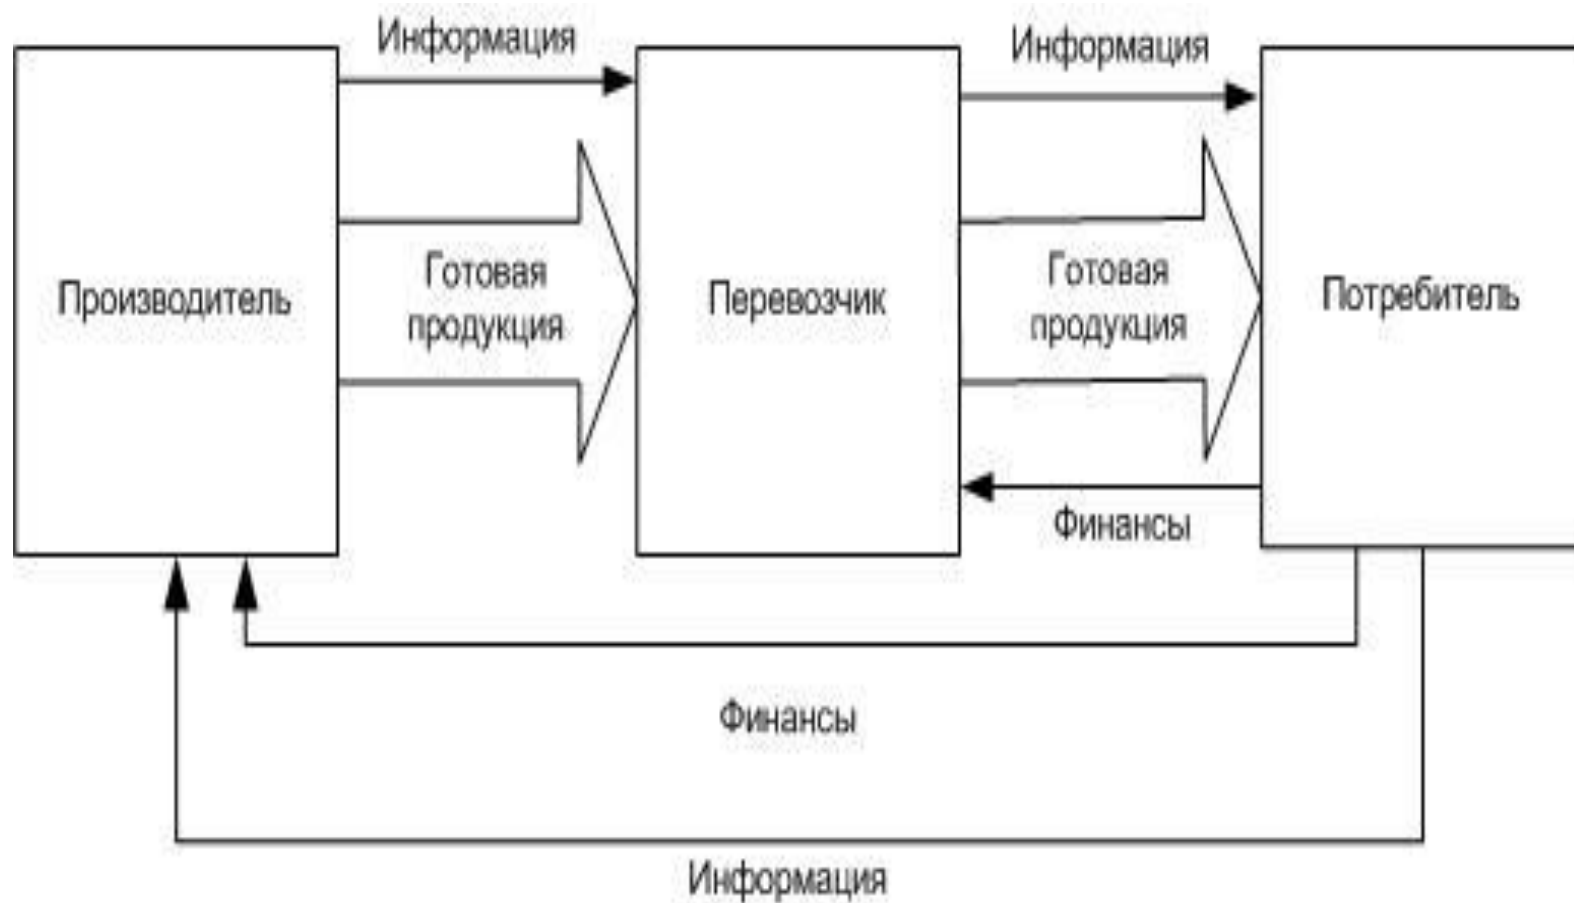 Информация
Информация
Производитель
Готовая
продукция
Перевозчик
Готовая
продукция
Потребитель
Финансы
Финансы
Информация